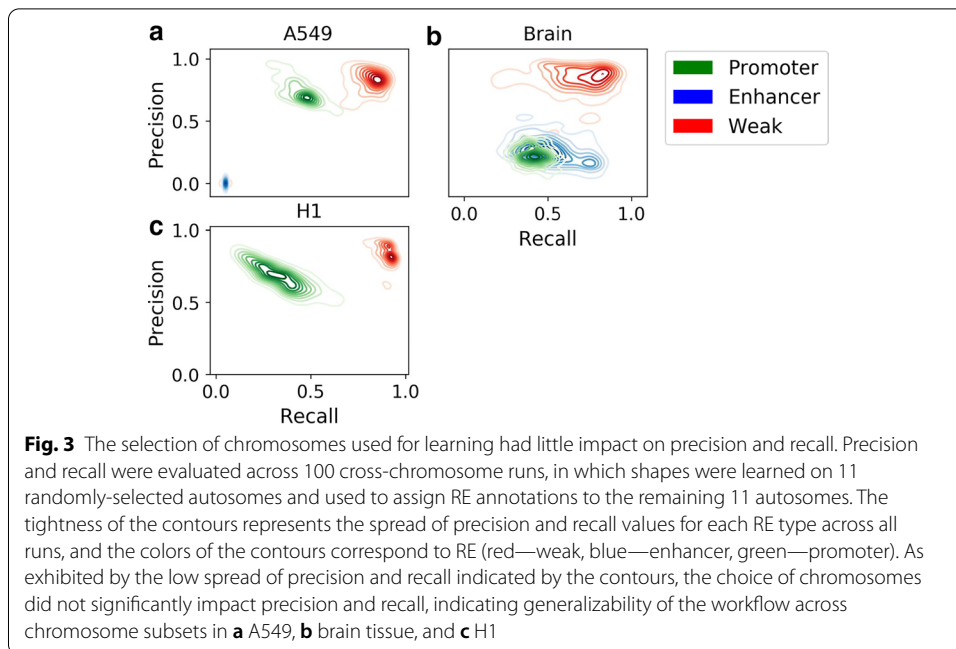 a
A549
b
Brain
1.0
0.5
0.0
Precision
Promoter
Enhancer
Weak
0.0
0.5
1.0
Recall
c
H1
1.0
0.5
0.0
Precision
0.0
0.5
1.0
Recall
Fig. 3 The selection of chromosomes used for learning had little impact on precision and recall. Precision
and recall were evaluated across 100 cross-chromosome runs, in which shapes were learned on 11
randomly-selected autosomes and used to assign RE annotations to the remaining 11 autosomes. The
tightness of the contours represents the spread of precision and recall values for each RE type across all
runs, and the colors of the contours correspond to RE (red—weak, blue—enhancer, green—promoter). As
exhibited by the low spread of precision and recall indicated by the contours, the choice of chromosomes
did not significantly impact precision and recall, indicating generalizability of the workflow across
chromosome subsets in a A549, b brain tissue, and c H1